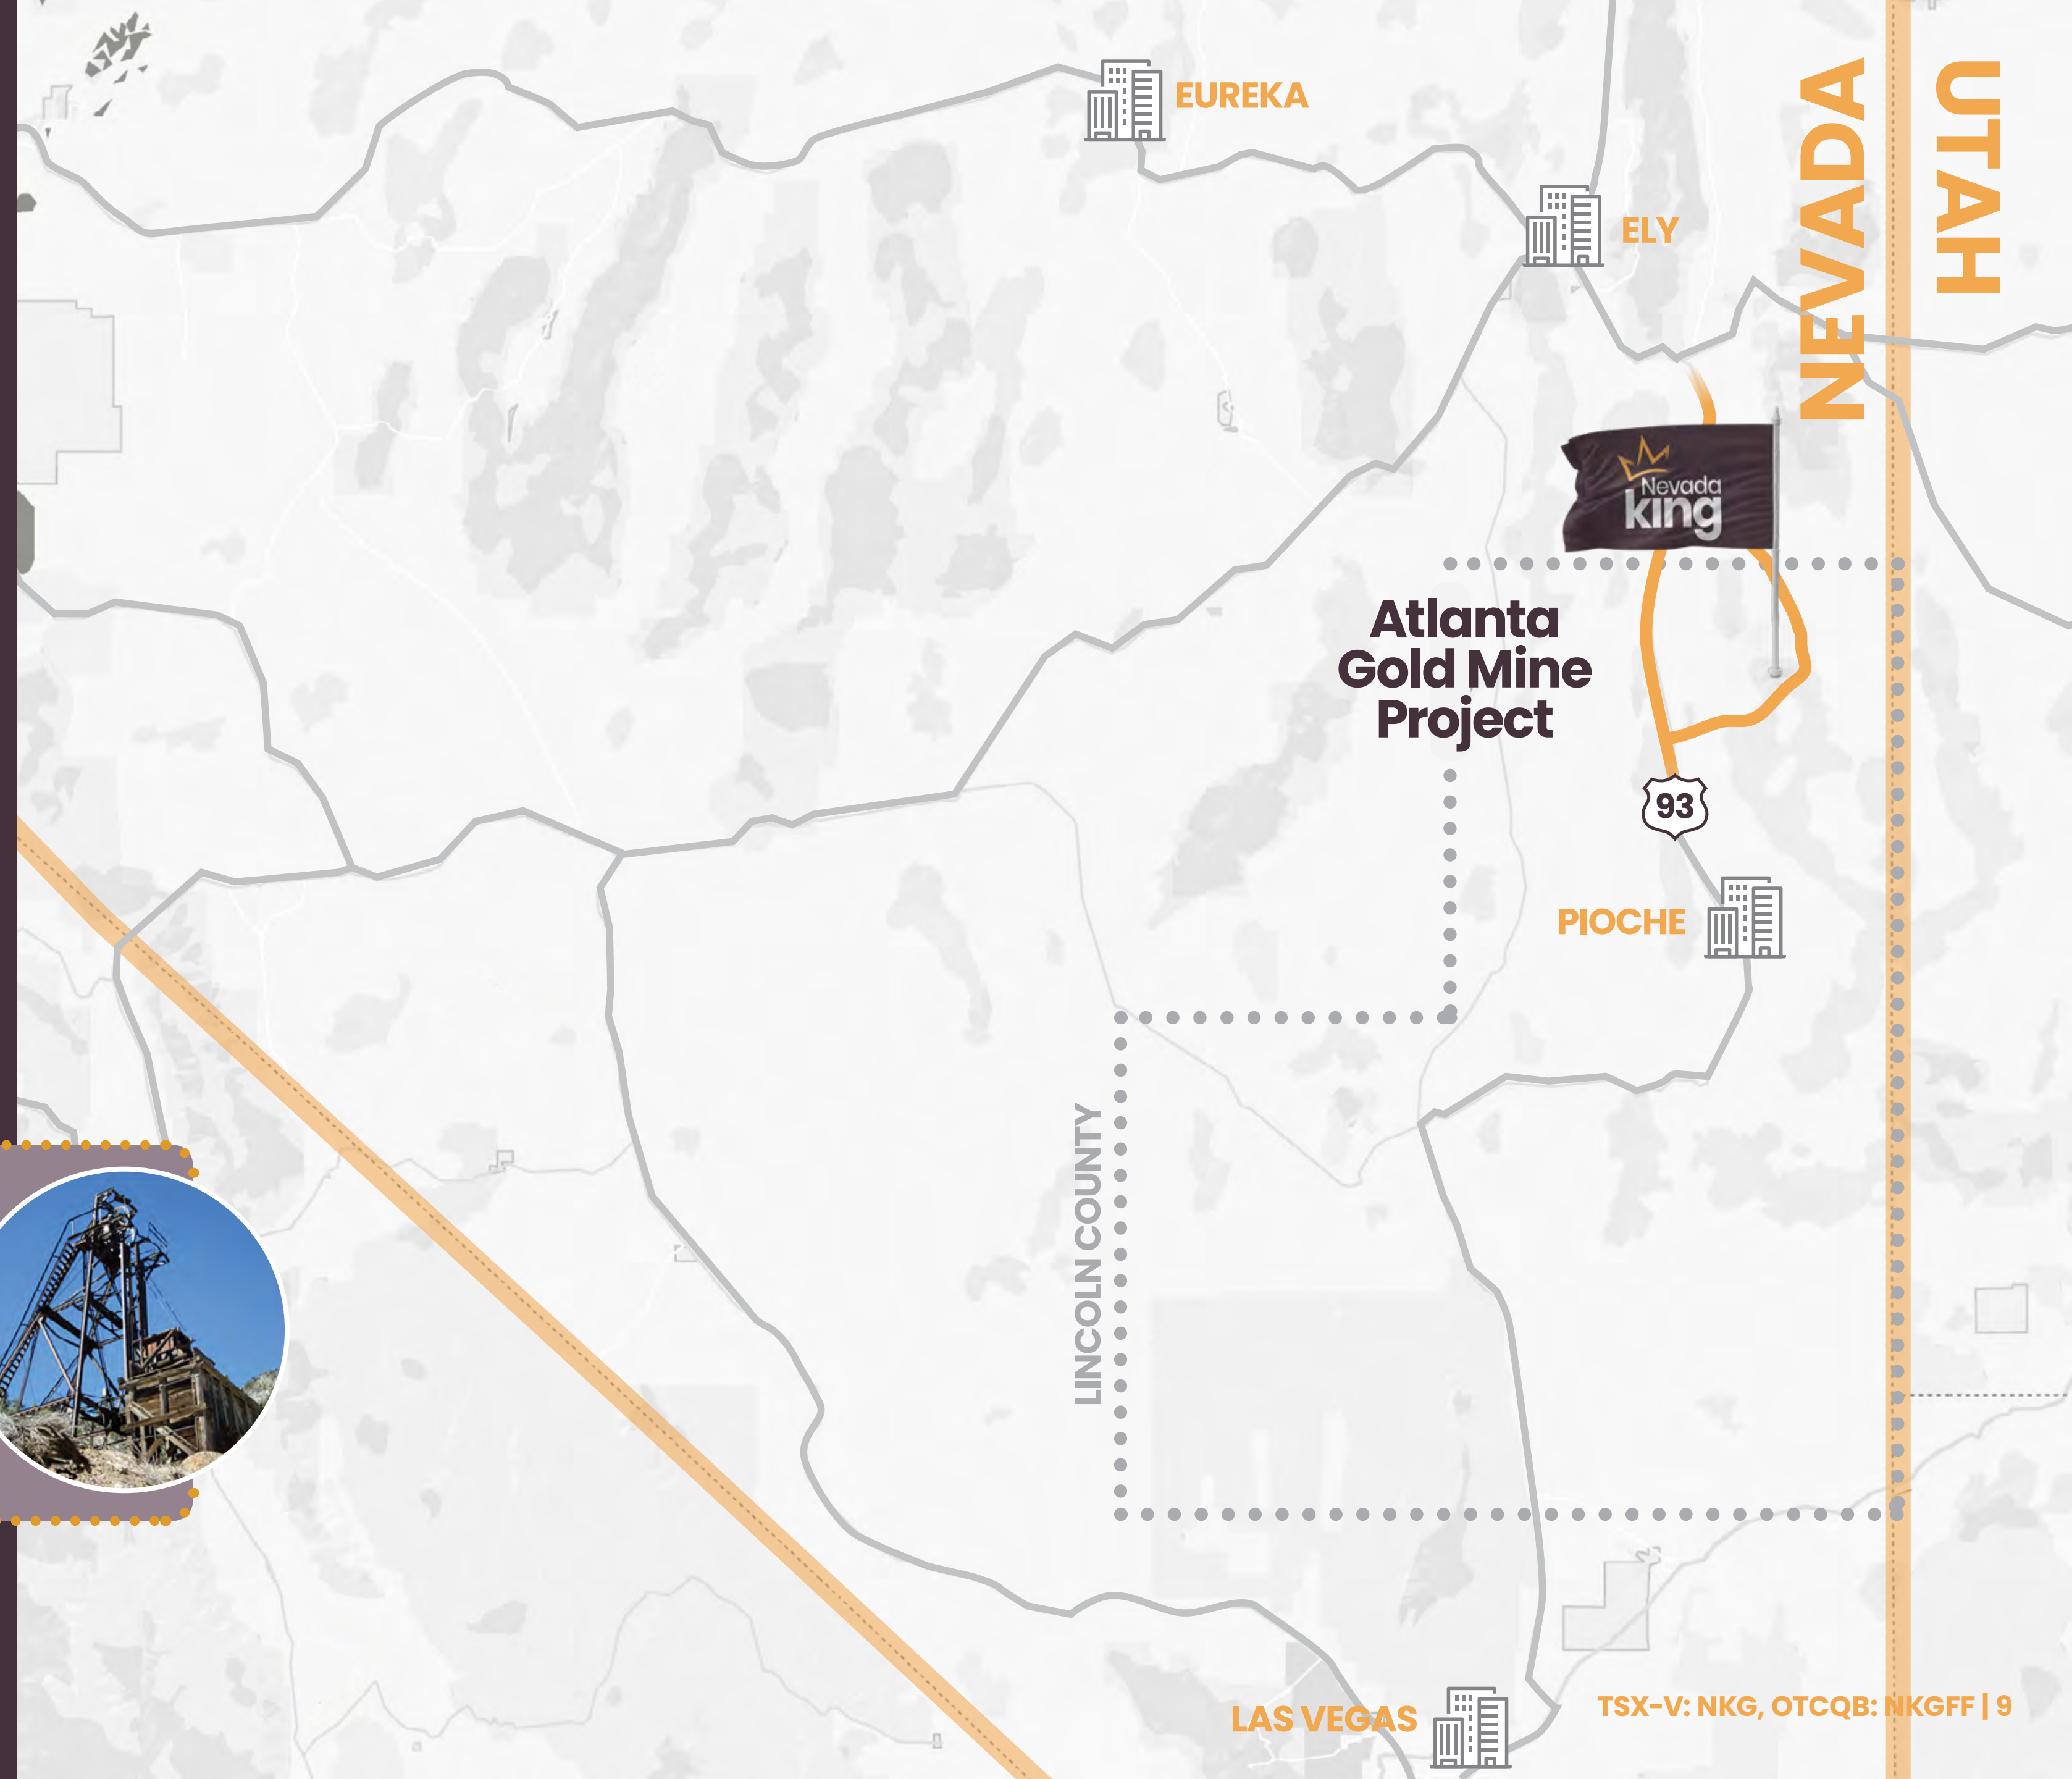 EUREKA
ELY
NEVADA
UTAH
Nevada
king
Atlanta
Gold Mine
Project
93
PIOCHE
LINCOLN COUNTY
LAS VEGAS
TSX-V: NKG, OTCQB: NKGFF | 9